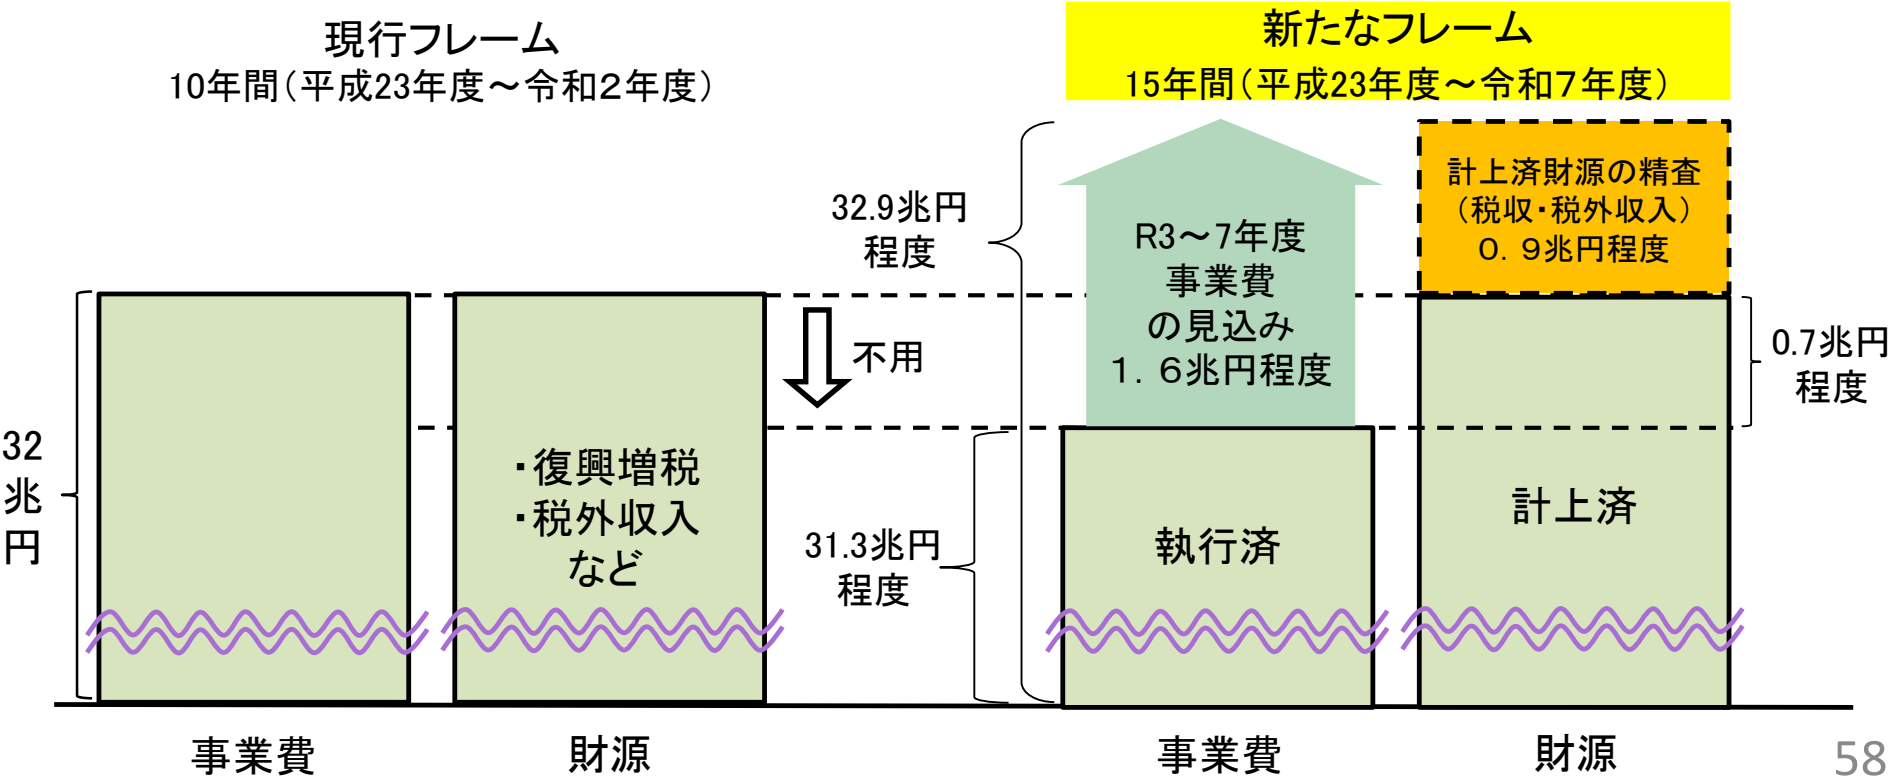 現行フレーム
10年間(平成23年度～令和２年度)
新たなフレーム
15年間(平成23年度～令和７年度)
32
兆
円
・復興増税
・税外収入
など
不用
32.9兆円
程度
31.3兆円
程度
R3～7年度
事業費
の見込み
１．６兆円程度
執行済
計上済財源の精査
（税収・税外収入）
０．９兆円程度
計上済
0.7兆円
程度
事業費
財源
事業費
財源
58